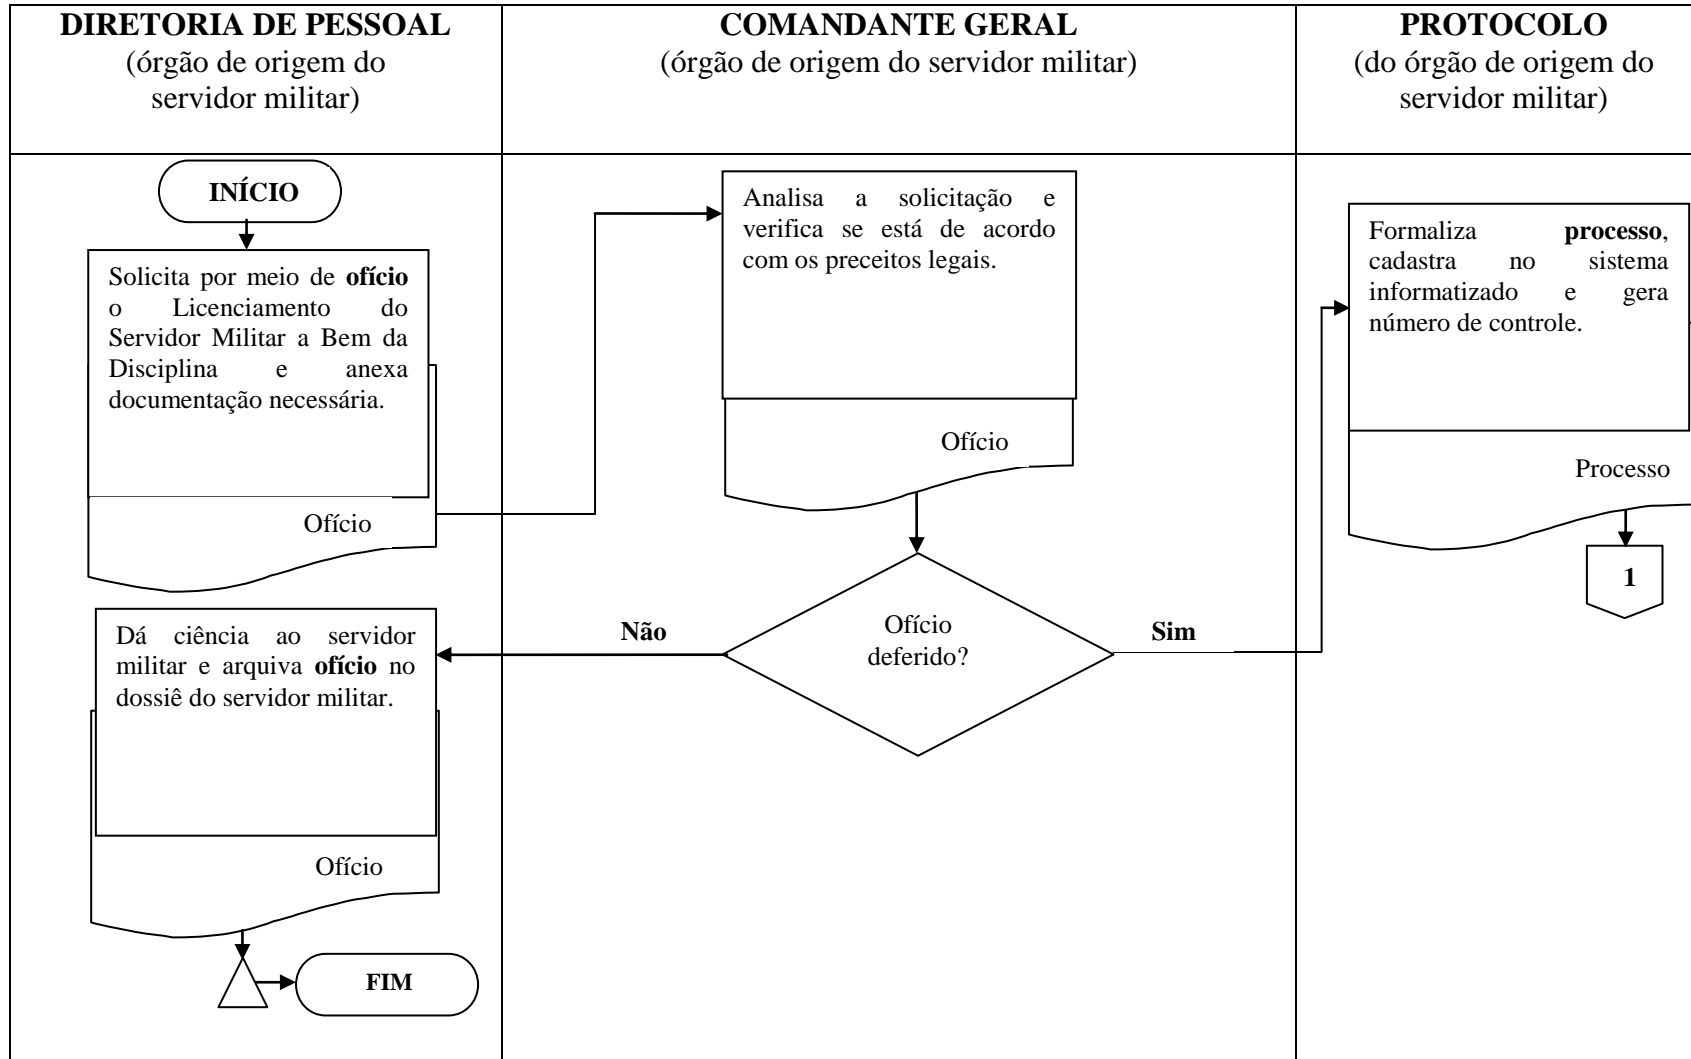 DIRETORIA DE PESSOAL
(órgão de origem do
servidor militar)
COMANDANTE GERAL
(órgão de origem do servidor militar)
PROTOCOLO
(do órgão de origem do
servidor militar)
INÍCIO
Solicita por meio de ofício
o Licenciamento do
Servidor Militar a Bem da
Disciplina e anexa
documentação necessária.
Ofício
Analisa a solicitação e
verifica se está de acordo
com os preceitos legais.
Ofício
Formaliza processo,
cadastra no sistema
informatizado e gera
número de controle.
Processo
1
Não
Ofício
deferido?
Sim
Dá ciência ao servidor
militar e arquiva ofício no
dossiê do servidor militar.
Ofício
FIM